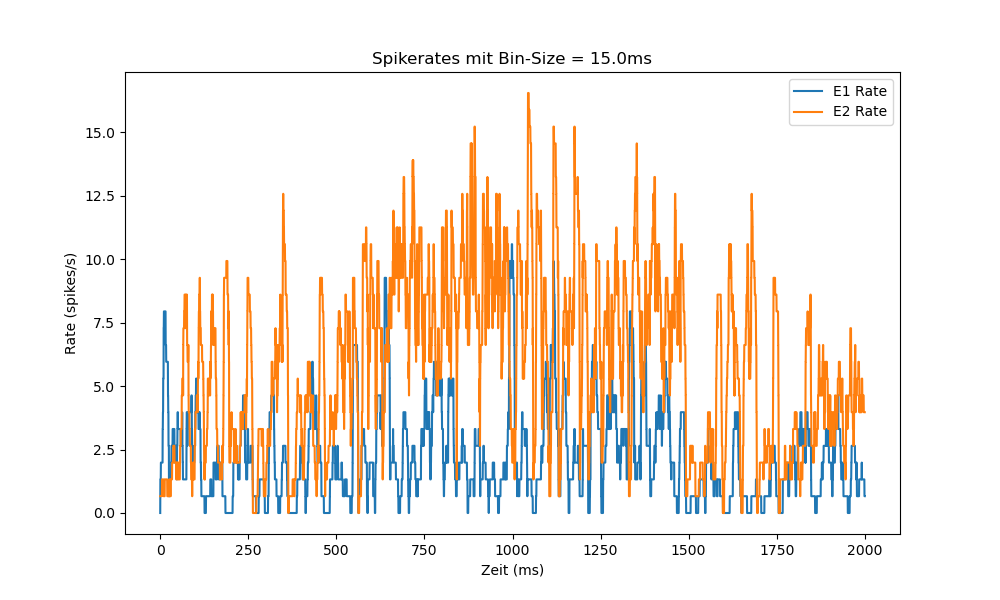 Spikerates mit Bin-Size = 15.0ms
E1 Rate
E2 Rate
Rate (spikes/s)
15.0
12.5
10.0
7.5
5.0
2.5
0.0
0 250 500 750 1000 1250 1500 1750 2000
Zeit (ms)